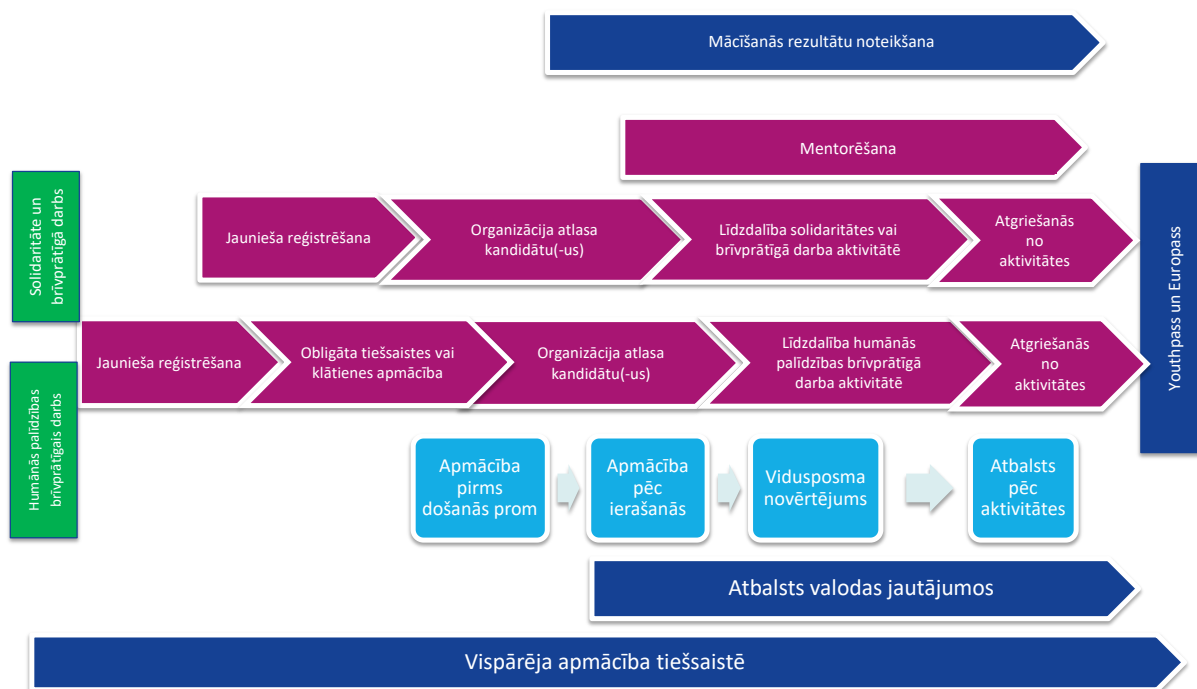 Mācīšanās rezultātu noteikšana
Mentorēšana
Solidaritāte un
brīvprātīgā darbs
Jaunieša reģistrēšana
Organizācija atlasa
kandidātu(-us)
Līdzdalība solidaritātes vai
brīvprātīgā darba aktivitātē
Atgriešanās
no
aktivitātes
Youthpass un Europass
Humānās palīdzības
brīvprātīgais darbs
Jaunieša reģistrēšana
Obligāta tiešsaistes vai
klātienes apmācība
Organizācija atlasa
kandidātu(-us)
Līdzdalība humānās
palīdzības brīvprātīgā
darba aktivitātē
Atgriešanās
no
aktivitātes
Apmācība
pirms
došanās prom
Apmācība
pēc
ierašanās
Vidusposma
novērtējums
Atbalsts
pēc
aktivitātes
Atbalsts valodas jautājumos
Vispārēja apmācība tiešsaistē